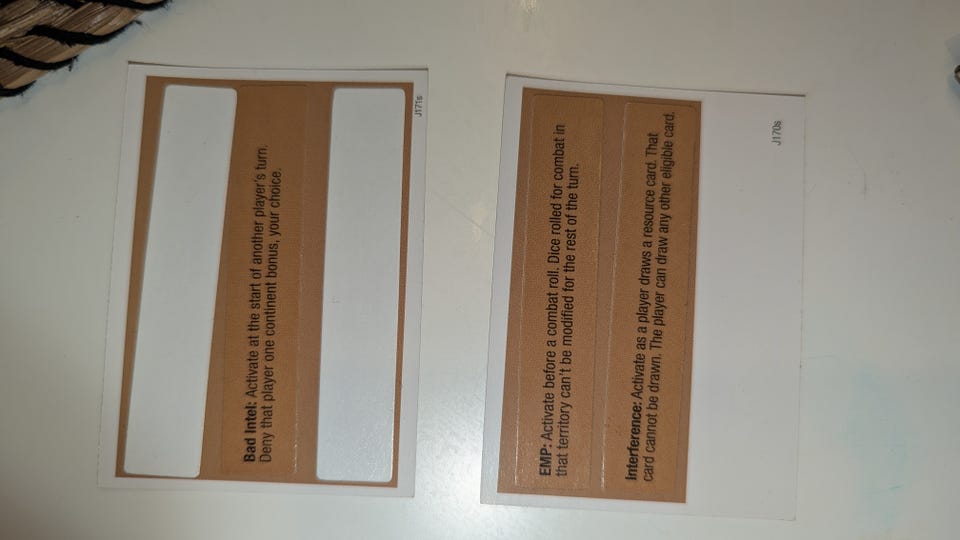 Bad Intel: Activate at the start of another player's turn.
Deny that player one continent bonus, your choice.
J171s
EMP: Activate before a combat roll. Dice rolled for combat in
that territory can't be modified for the rest of the turn.
Interference: Activate as a player draws a resource card. That
card cannot be drawn. The player can draw any other eligible card.
J170s